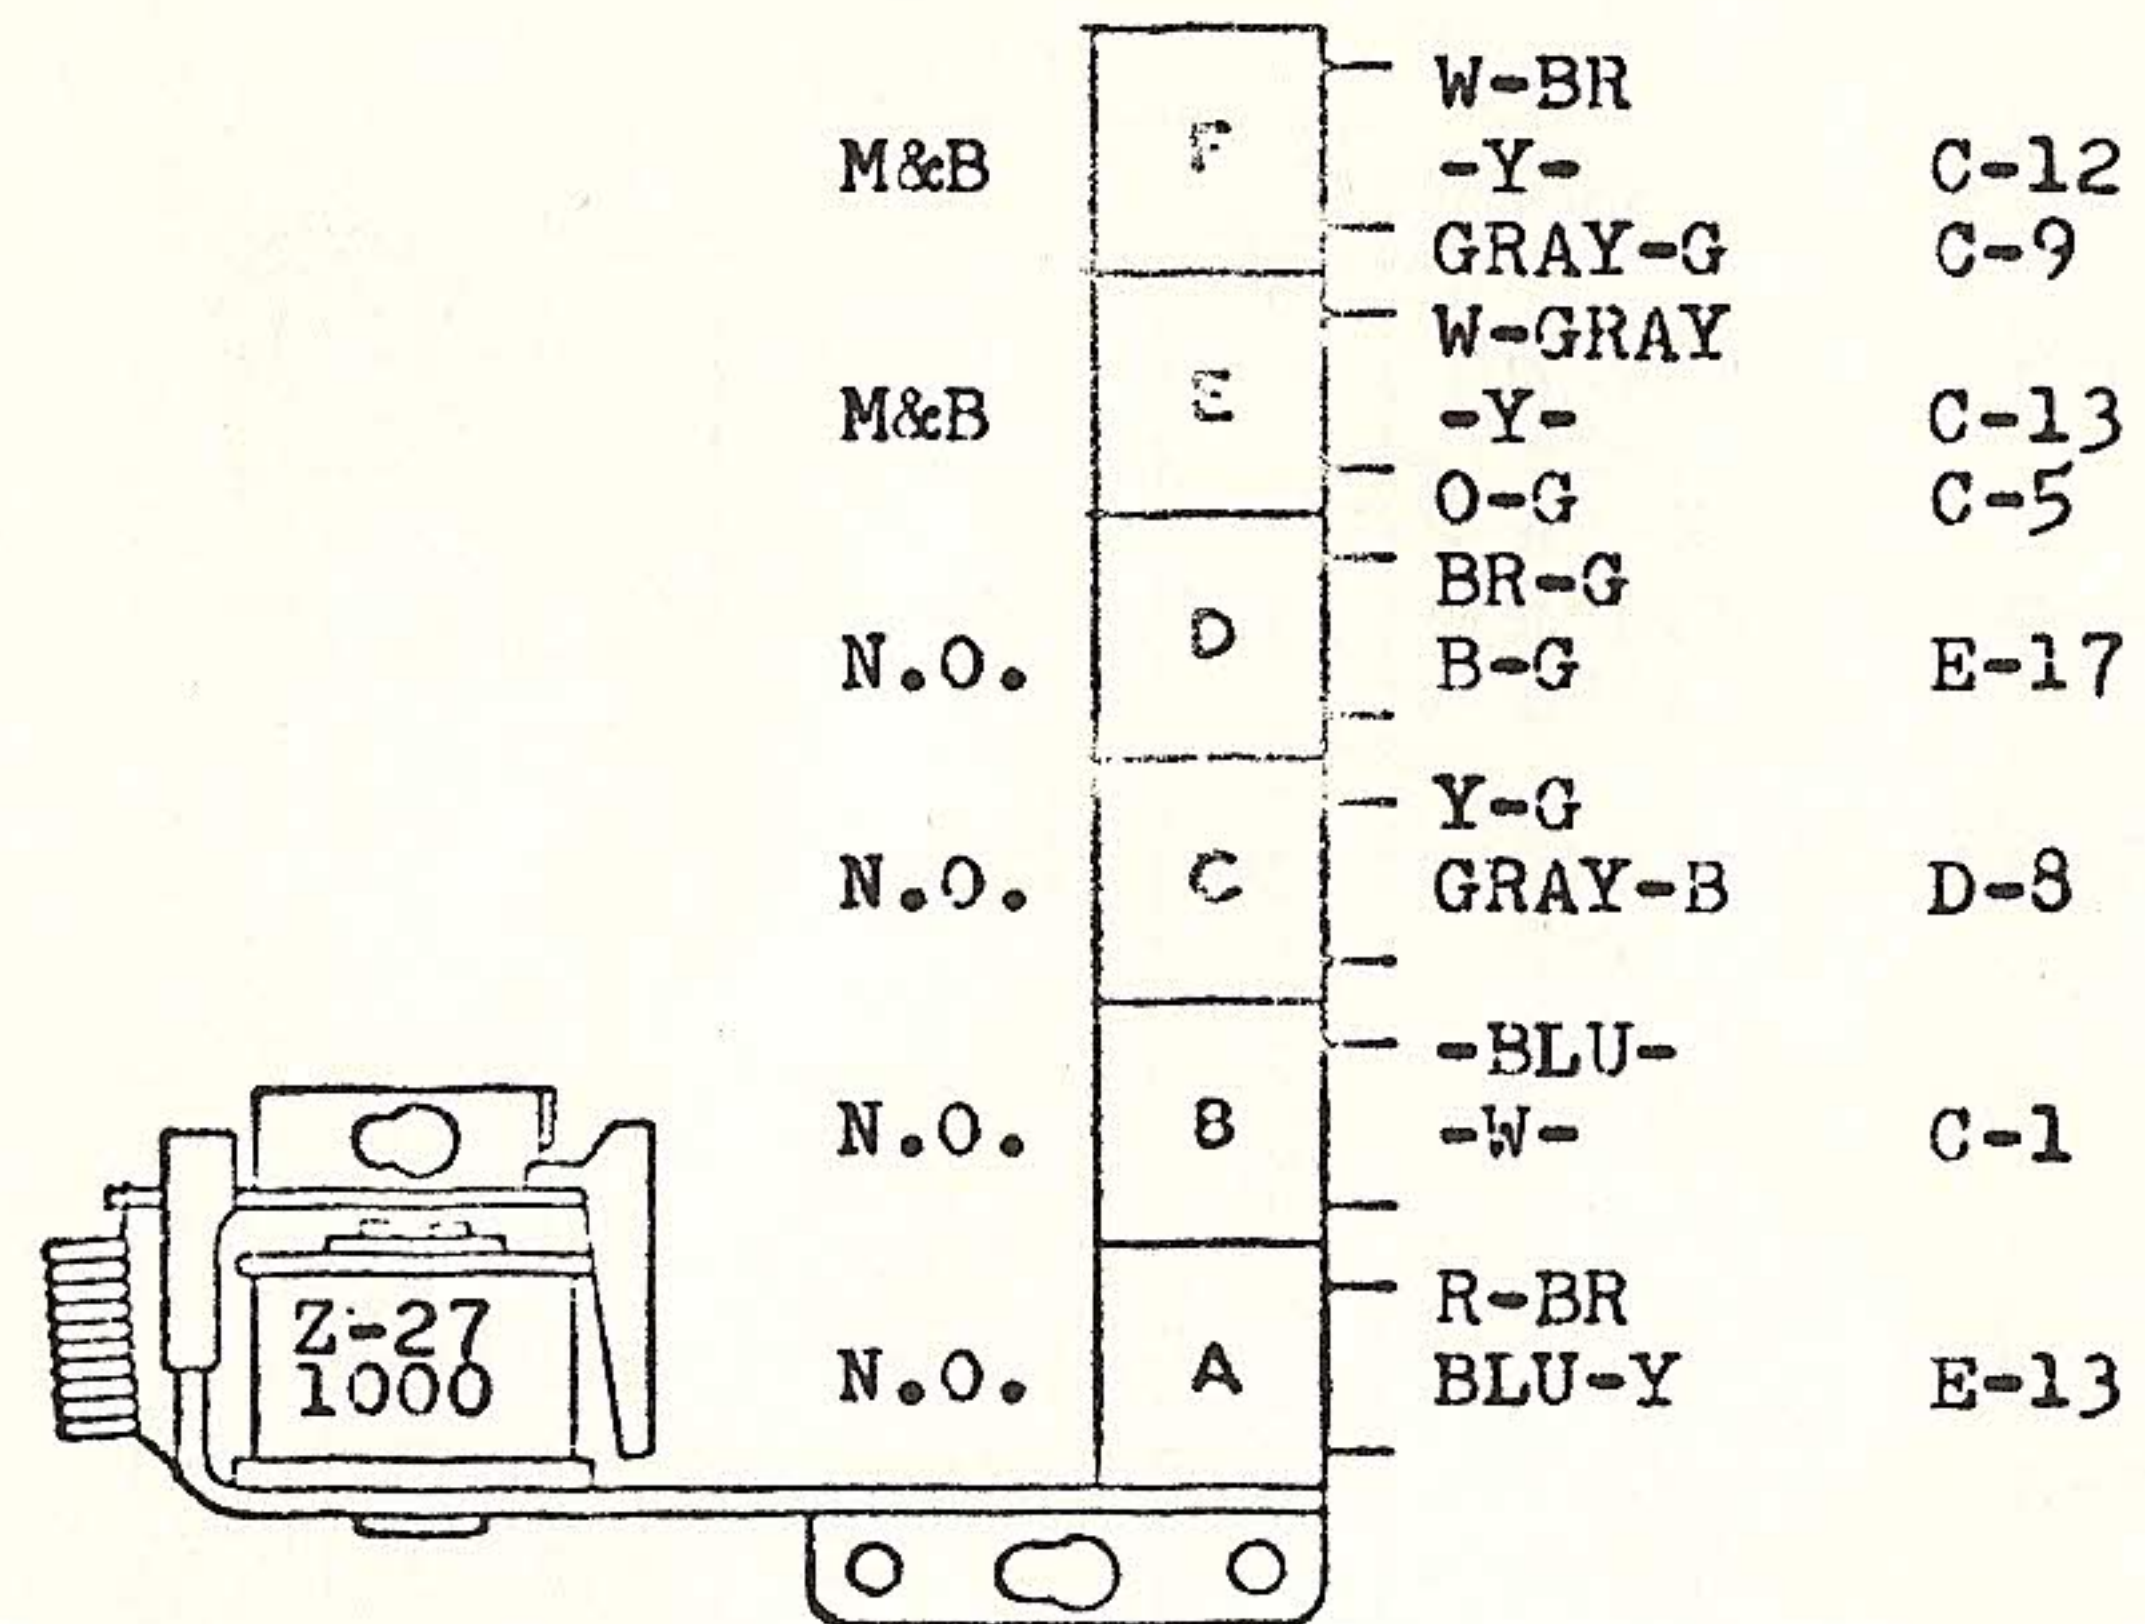 W-BR
M&B F -Y- C-12
GRAY-G C-9
W-GRAY
M&B E -Y- C-13
O-G C-5
BR-G
N.O. D B-G E-17
Y-G
N.O. C GRAY-B D-8
-BLU-
N.O. B -W- C-1
R-BR
N.O. A BLU-Y E-13
Z-27
1000